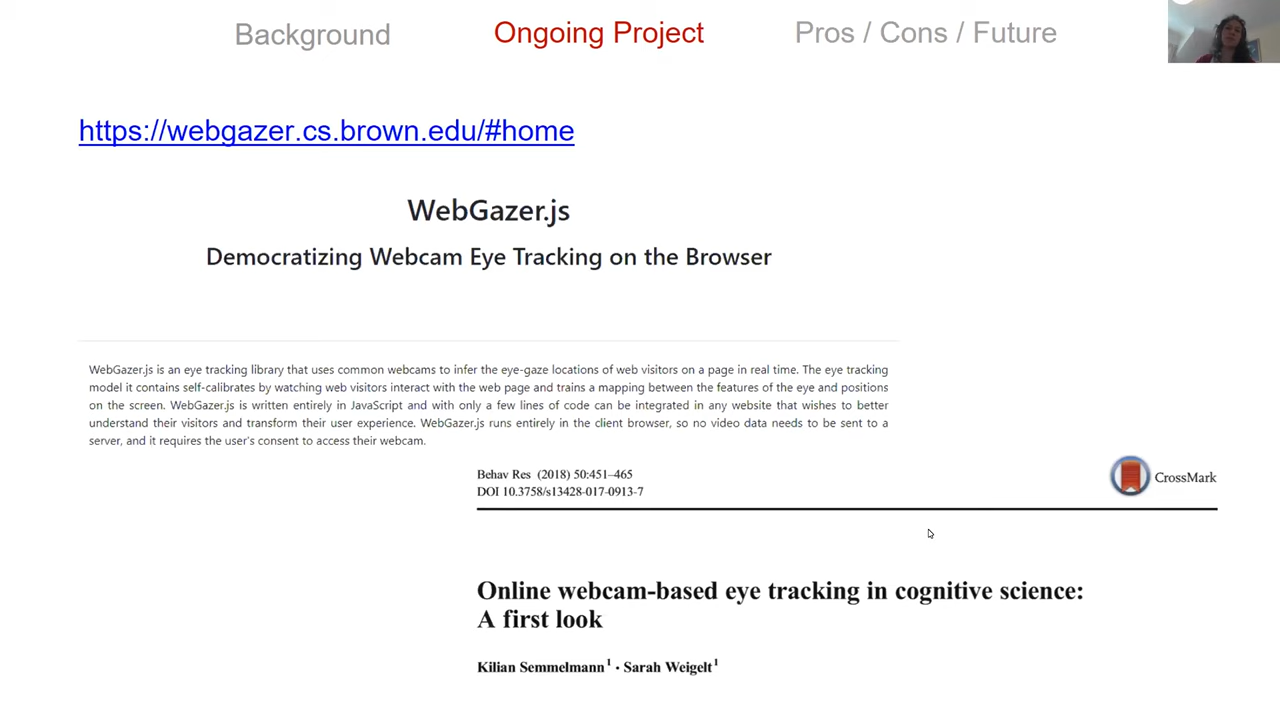 Background Ongoing Project Pros / Cons / Future
https://webgazer.cs.brown.edu/#home
WebGazer.js
Democratizing Webcam Eye Tracking on the Browser
WebGazer.js is an eye tracking library that uses common webcams to infer the eye-gaze locations of web visitors on a page in real time. The eye tracking
model it contains self-calibrates by watching web visitors interact with the web page and trains a mapping between the features of the eye and positions
on the screen. WebGazer.js is written entirely in JavaScript and with only a few lines of code can be integrated in any website that wishes to better
understand their visitors and transform their user experience. WebGazer.js runs entirely in the client browser, so no video data needs to be sent to a
server, and it requires the user's consent to access their webcam.
Behav Res (2018) 50:451–465
DOI 10.3758/s13428-017-0913-7
CrossMark
Online webcam-based eye tracking in cognitive science:
A first look
Kilian Semmelmann1 · Sarah Weigelt1